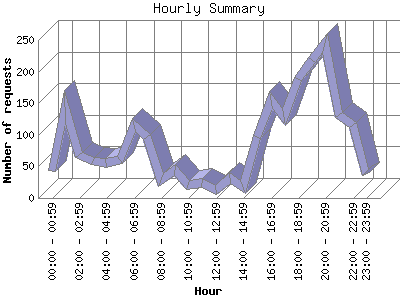 Hourly Summary
Number of requests
250
200
150
100
50
0
00:00 - 00:59
02:00 - 02:59
04:00 - 04:59
06:00 - 06:59
08:00 - 08:59
10:00 - 10:59
12:00 - 12:59
14:00 - 14:59
16:00 - 16:59
18:00 - 18:59
20:00 - 20:59
22:00 - 22:59
23:00 - 23:59
Hour